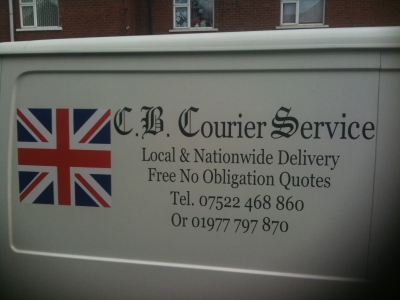 C.B. Courier Service
Local & Nationwide Delivery
Free No Obligation Quotes
Tel. 07522 468 860
Or 01977 797 870